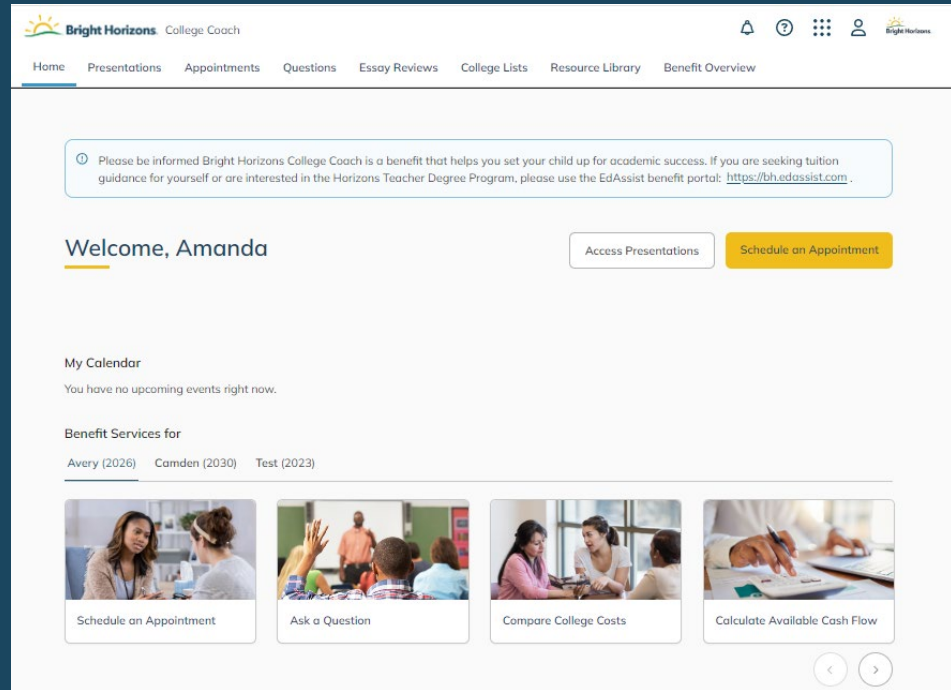 Bright Horizons. College Coach
Bright Horizons
Home Presentations Appointments Questions Essay Reviews College Lists Resource Library Benefit Overview
Please be informed Bright Horizons College Coach is a benefit that helps you set your child up for academic success. If you are seeking tuition
guidance for yourself or are interested in the Horizons Teacher Degree Program, please use the EdAssist benefit portal: https://bh.edassist.com .
Welcome, Amanda
Access Presentations
Schedule an Appointment
My Calendar
You have no upcoming events right now.
Benefit Services for
Avery (2026) Camden (2030) Test (2023)
Schedule an Appointment
Ask a Question
Compare College Costs
Calculate Available Cash Flow